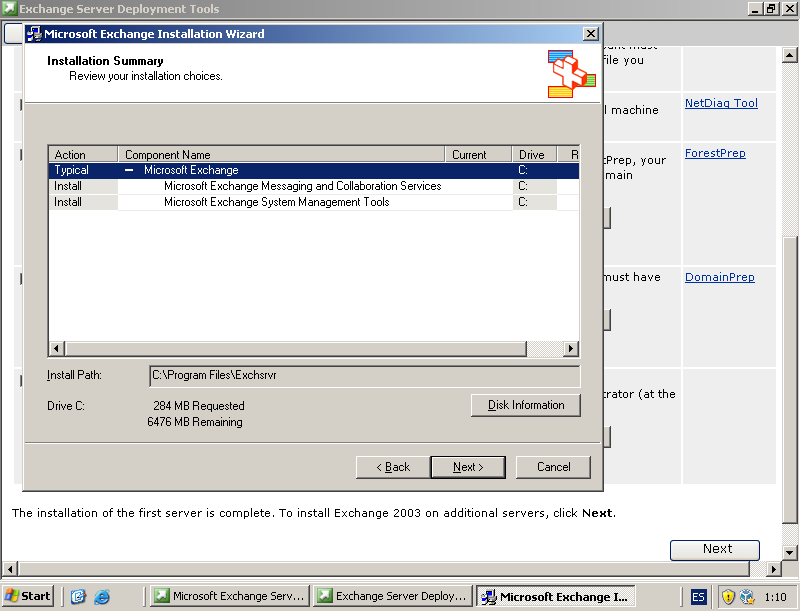 Exchange Server Deployment Tools
Microsoft Exchange Installation Wizard
Installation Summary
Review your installation choices.
Action Component Name Current Drive R
Typical Microsoft Exchange C:
Install Microsoft Exchange Messaging and Collaboration Services C:
Install Microsoft Exchange System Management Tools C:
Install Path: C:\Program Files\Exchsrvr
Drive C: 284 MB Requested
6476 MB Remaining
Disk Information
< Back Next > Cancel
must
file you
machine
NetDiag Tool
tPrep, your
main
ForestPrep
must have
DomainPrep
trator (at the
The installation of the first server is complete. To install Exchange 2003 on additional servers, click Next.
Next
Start Microsoft Exchange Serv... Exchange Server Deploy... Microsoft Exchange I... ES 1:10